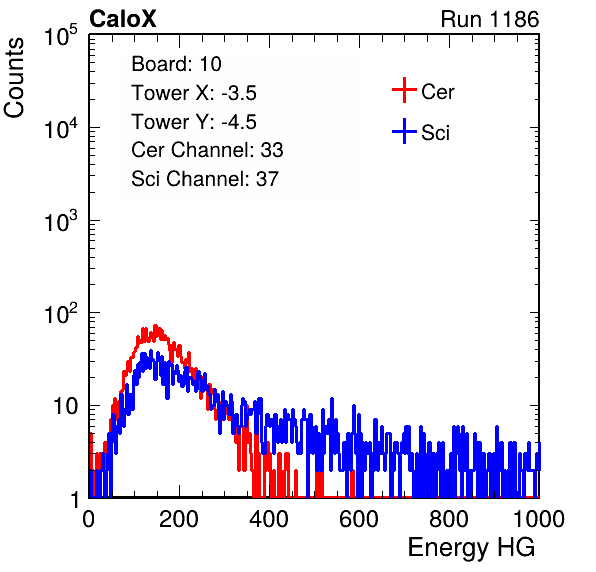 CaloX Run 1186
Counts
Board: 10
Tower X: -3.5
Tower Y: -4.5
Cer Channel: 33
Sci Channel: 37
Cer
Sci
10^5
10^4
10^3
10^2
10
1
0 200 400 600 800 1000
Energy HG